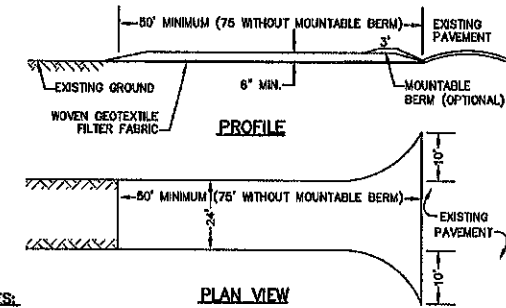 50' MINIMUM (75 WITHOUT MOUNTABLE BERM)
EXISTING
PAVEMENT
3'
EXISTING GROUND
6" MIN.
MOUNTABLE
BERM (OPTIONAL)
WOVEN GEOTEXTILE
FILTER FABRIC
PROFILE
10'
50' MINIMUM (75' WITHOUT MOUNTABLE BERM)
24'
EXISTING
PAVEMENT
10'
ES:
PLAN VIEW